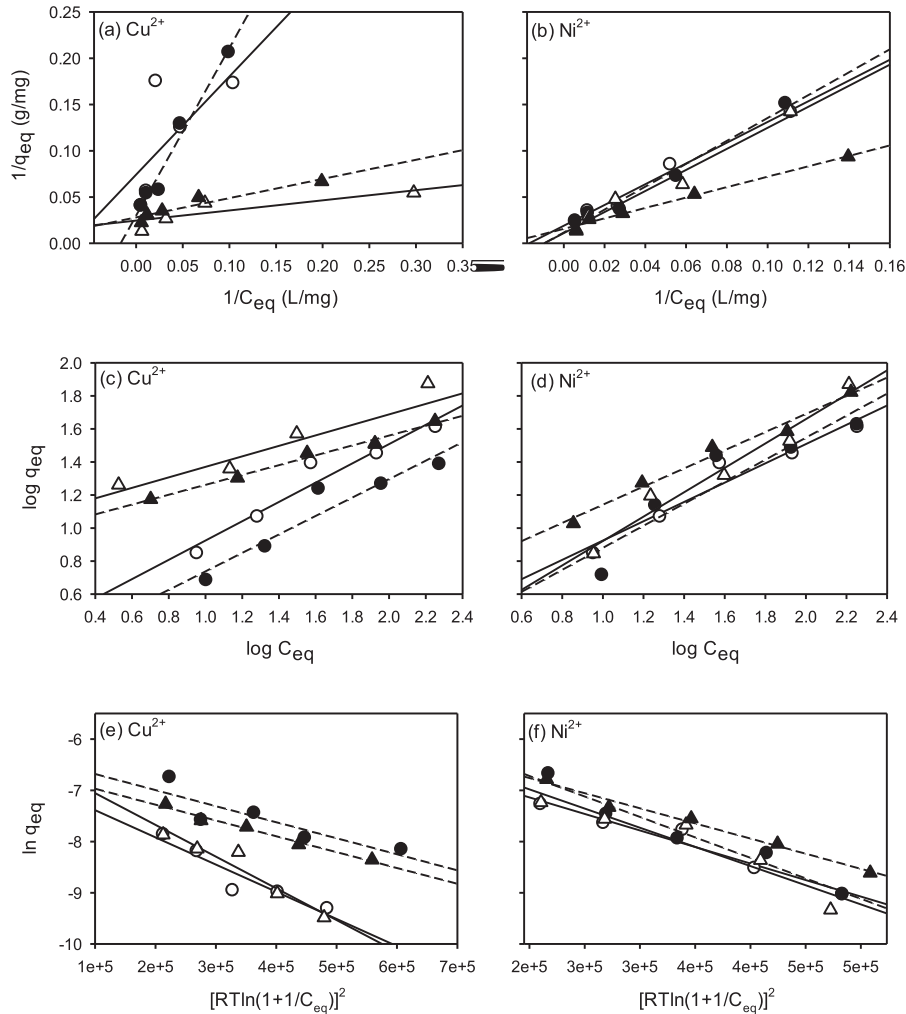 (a) Cu2+
0.25
0.20
0.15
0.10
0.05
0.00
1/qeq (g/mg)
0.00 0.05 0.10 0.15 0.20 0.25 0.30 0.35
1/Ceq (L/mg)
(b) Ni2+
0.00 0.02 0.04 0.06 0.08 0.10 0.12 0.14 0.16
1/Ceq (L/mg)
(c) Cu2+
2.0
1.8
1.6
1.4
1.2
1.0
0.8
0.6
log qeq
0.4 0.6 0.8 1.0 1.2 1.4 1.6 1.8 2.0 2.2 2.4
log Ceq
(d) Ni2+
0.6 0.8 1.0 1.2 1.4 1.6 1.8 2.0 2.2 2.4
log Ceq
(e) Cu2+
-6
-7
-8
-9
-10
ln qeq
1e+5 2e+5 3e+5 4e+5 5e+5 6e+5 7e+5
[RTln(1+1/Ceq)]2
(f) Ni2+
2e+5 2e+5 3e+5 3e+5 4e+5 5e+5 5e+5
[RTln(1+1/Ceq)]2